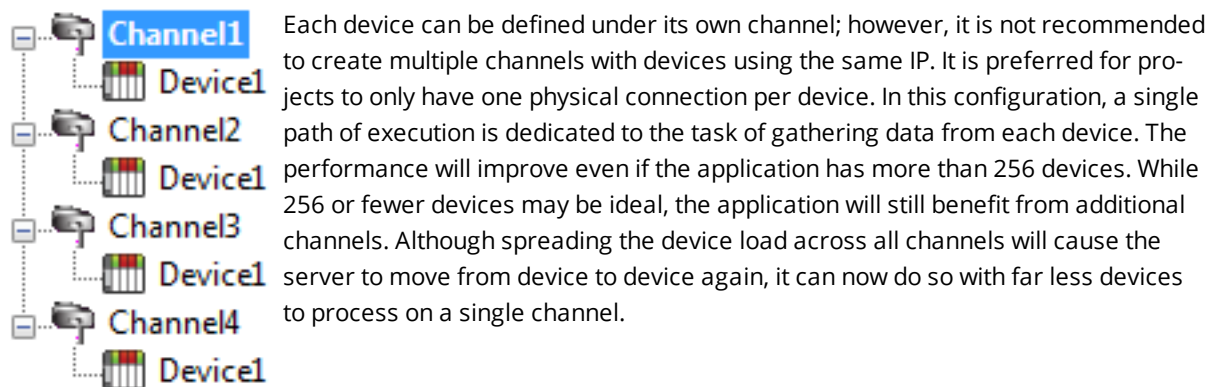 Channel1
Device1
Channel2
Device1
Channel3
Device1
Channel4
Device1
Each device can be defined under its own channel; however, it is not recommended
to create multiple channels with devices using the same IP. It is preferred for pro-
jects to only have one physical connection per device. In this configuration, a single
path of execution is dedicated to the task of gathering data from each device. The
performance will improve even if the application has more than 256 devices. While
256 or fewer devices may be ideal, the application will still benefit from additional
channels. Although spreading the device load across all channels will cause the
server to move from device to device again, it can now do so with far less devices
to process on a single channel.